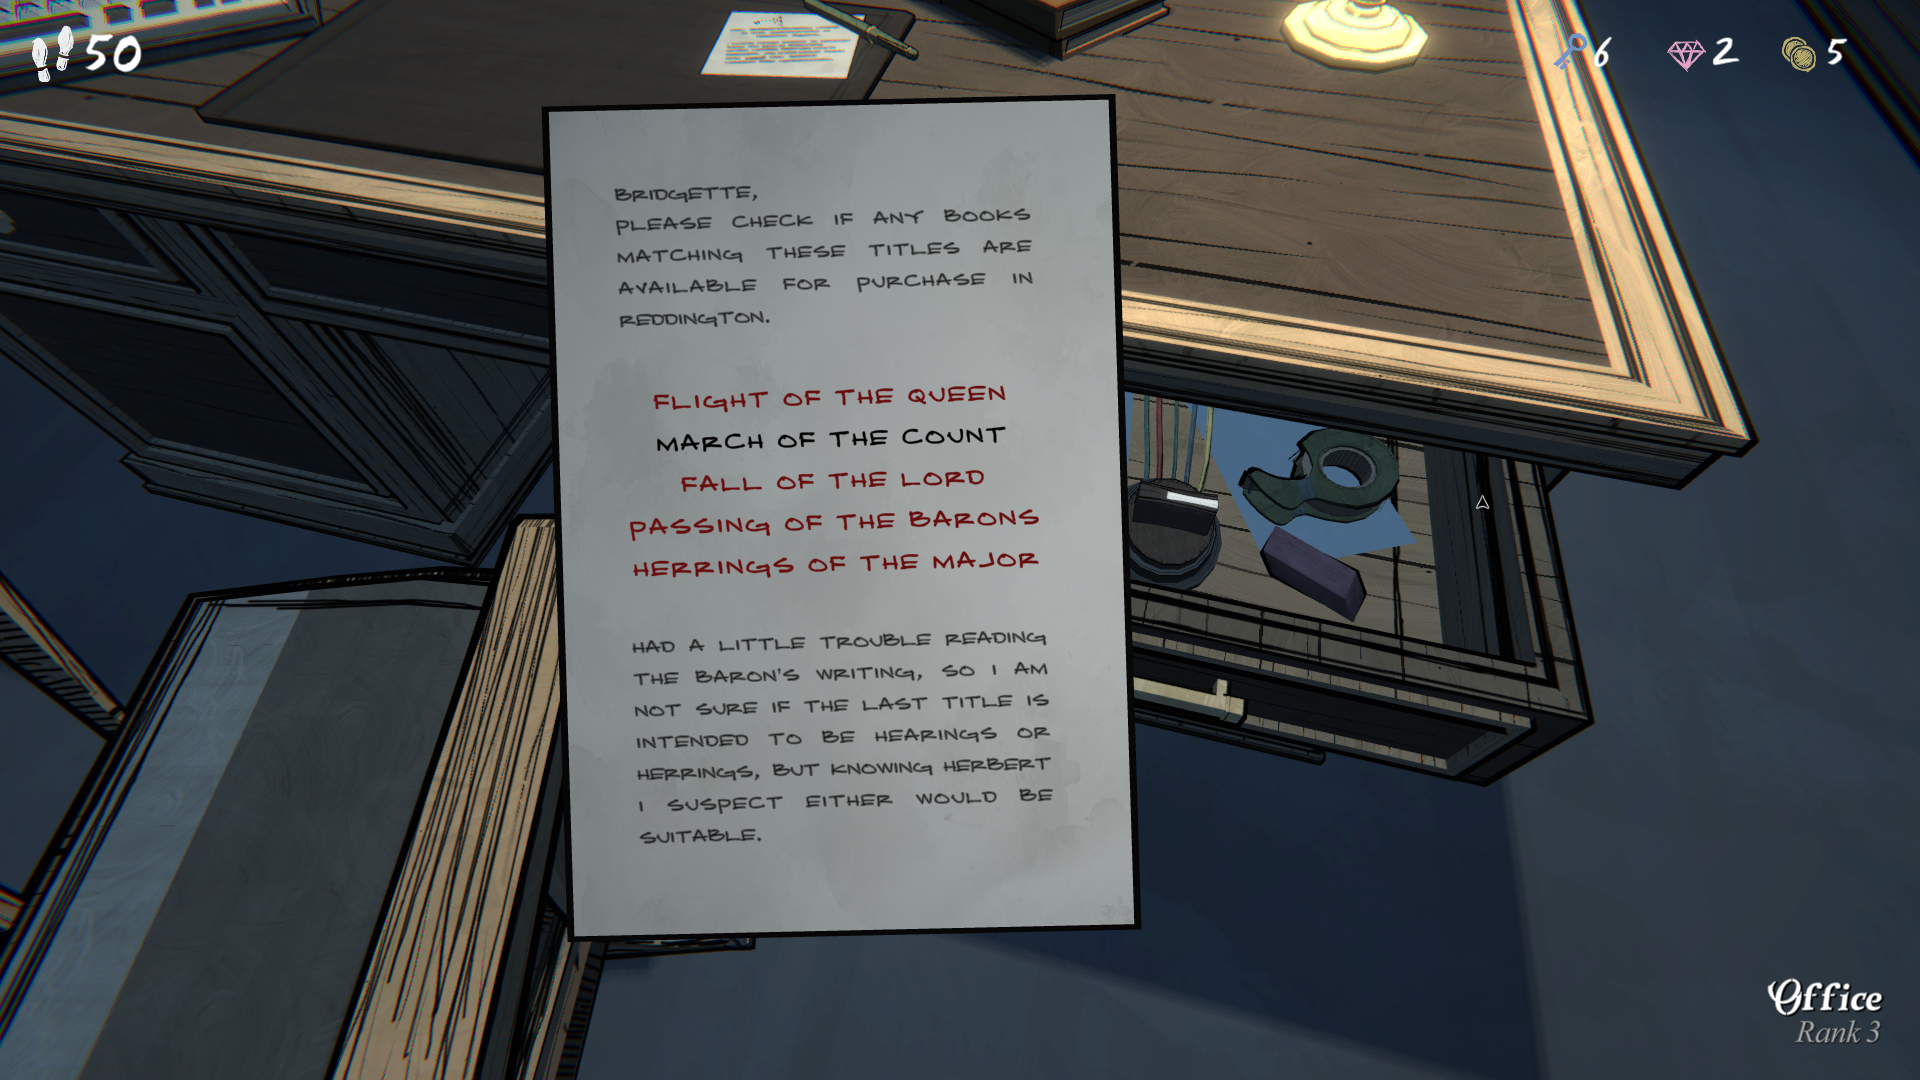 50
6 2 5
BRIDGETTE,
PLEASE CHECK IF ANY BOOKS
MATCHING THESE TITLES ARE
AVAILABLE FOR PURCHASE IN
REDDINGTON.
FLIGHT OF THE QUEEN
MARCH OF THE COUNT
FALL OF THE LORD
PASSING OF THE BARONS
HERRINGS OF THE MAJOR
HAD A LITTLE TROUBLE READING
THE BARON'S WRITING, SO I AM
NOT SURE IF THE LAST TITLE IS
INTENDED TO BE HEARINGS OR
HERRINGS, BUT KNOWING HERBERT
I SUSPECT EITHER WOULD BE
SUITABLE.
Office
Rank 3